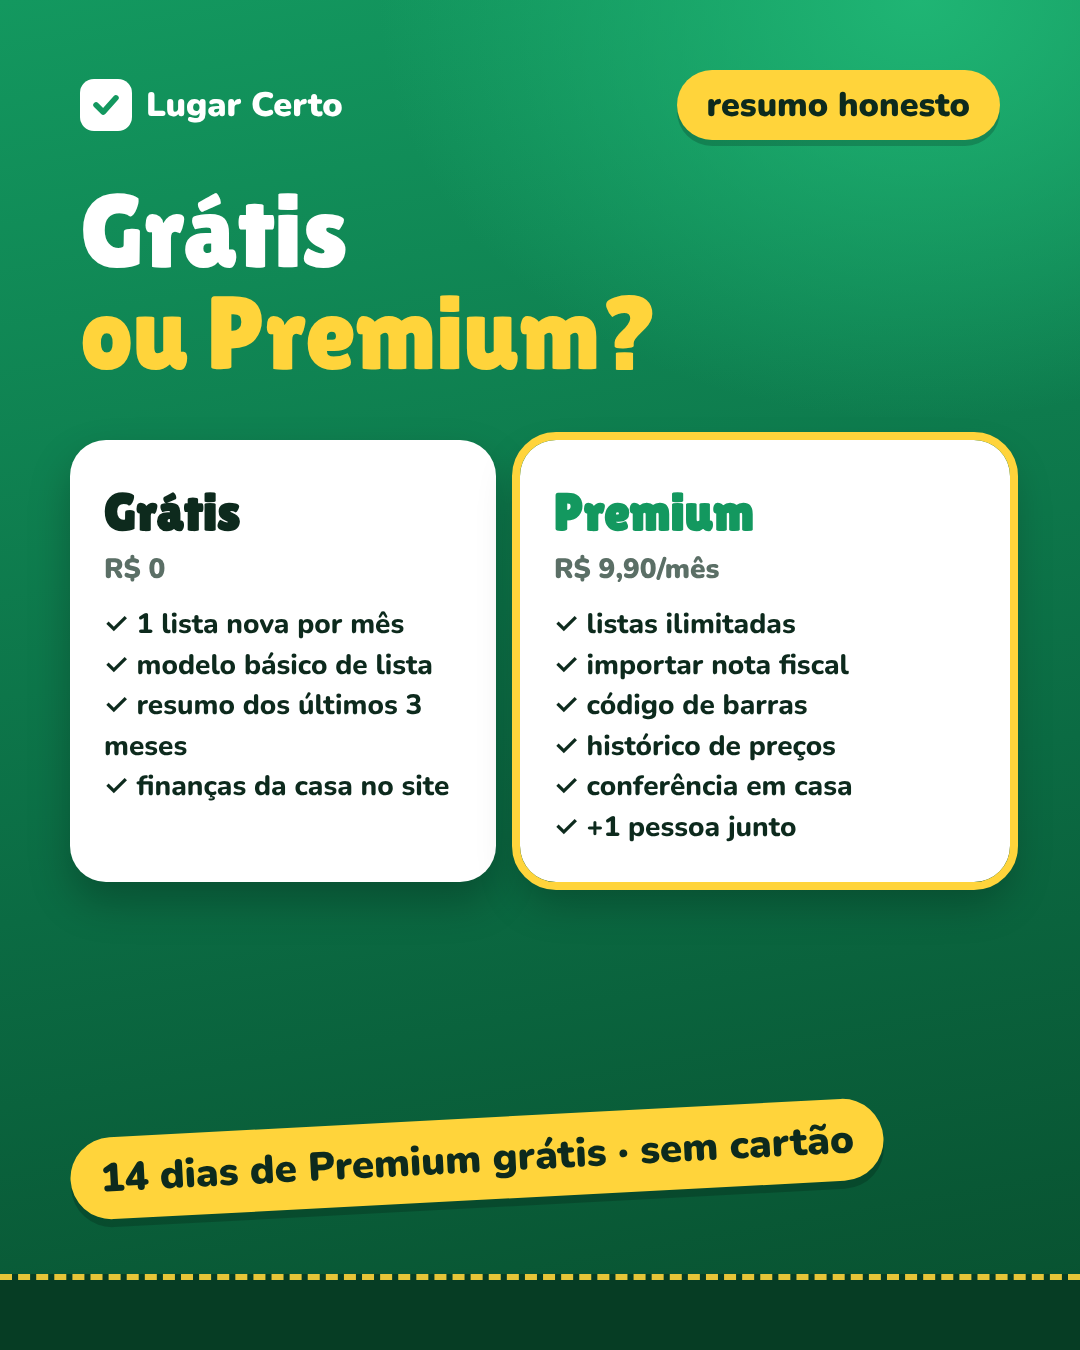 Lugar Certo
resumo honesto
Grátis
ou Premium?
Grátis
R$ 0
✓ 1 lista nova por mês
✓ modelo básico de lista
✓ resumo dos últimos 3
meses
✓ finanças da casa no site
Premium
R$ 9,90/mês
✓ listas ilimitadas
✓ importar nota fiscal
✓ código de barras
✓ histórico de preços
✓ conferência em casa
✓ +1 pessoa junto
14 dias de Premium grátis · sem cartão